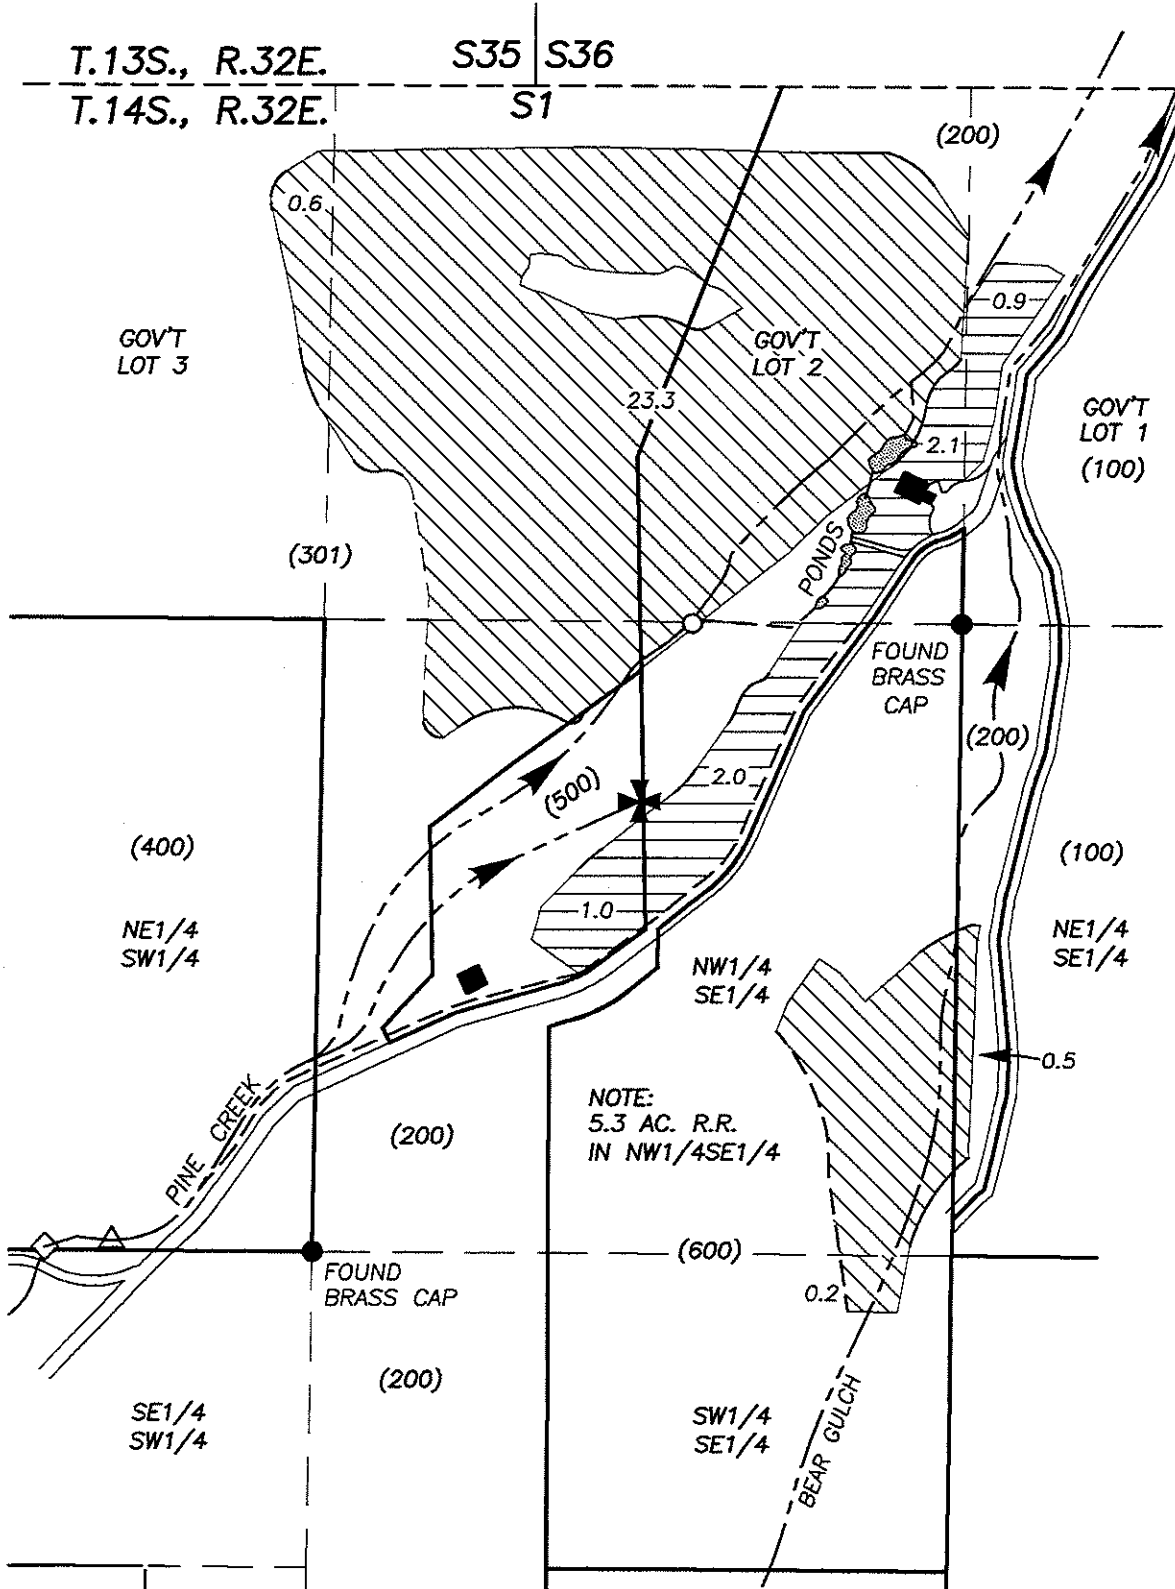 T.13S., R.32E.
S35 S36
T.14S., R.32E.
S1
(200)
0.6
0.9
GOV'T
LOT 3
GOV'T
LOT 2
23.3
GOV'T
LOT 1
(100)
2.1
(301)
PONDS
FOUND
BRASS
CAP
(200)
2.0
(500)
(400)
(100)
1.0
NE1/4
SW1/4
NW1/4
SE1/4
NE1/4
SE1/4
0.5
NOTE:
5.3 AC. R.R.
IN NW1/4SE1/4
PINE CREEK
(200)
(600)
FOUND
BRASS CAP
0.2
(200)
SE1/4
SW1/4
SW1/4
SE1/4
BEAR GULCH